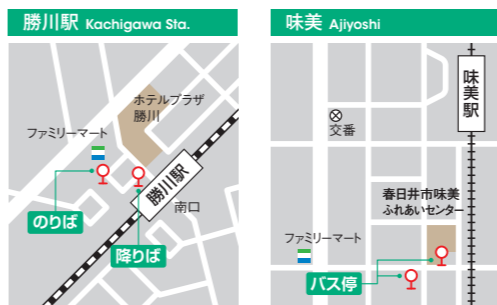 勝川駅 Kachigawa Sta.
ホテルプラザ
勝川
ファミリーマート
勝川駅
南口
のりば
降りば
味美 Ajiyoshi
味美駅
交番
春日井市味美
ふれあいセンター
ファミリーマート
バス停